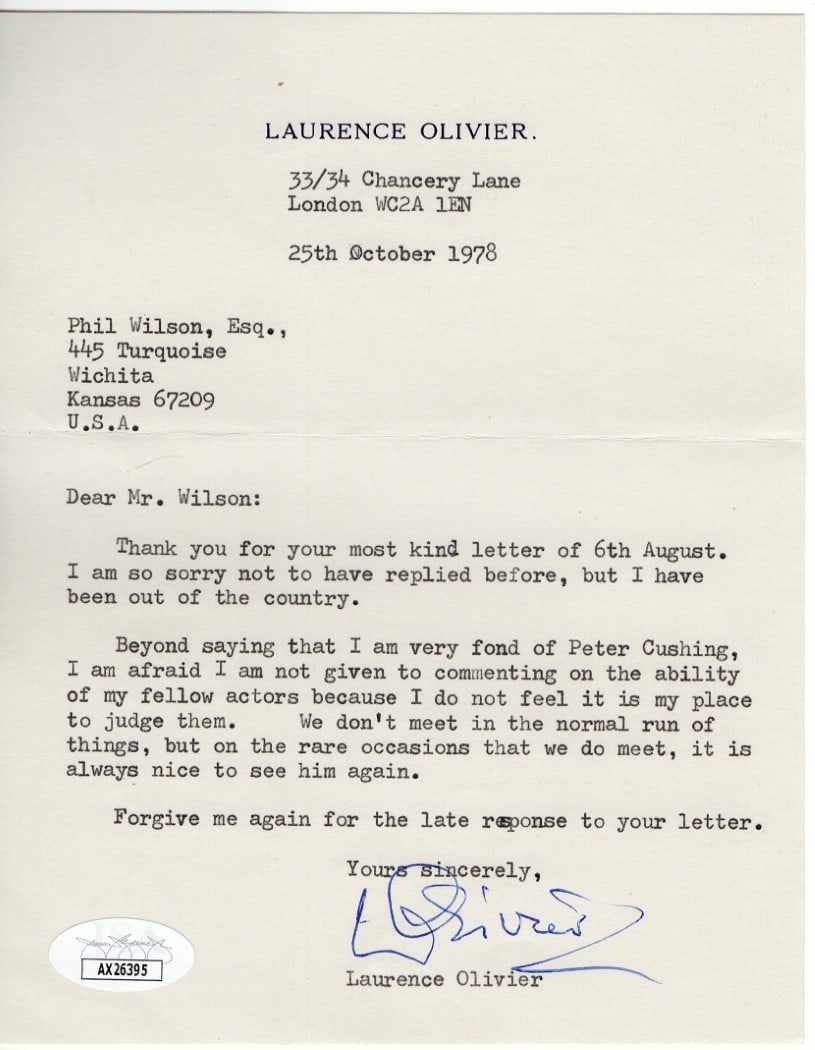 LAURENCE OLIVIER.
33/34 Chancery Lane
London WC2A 1EN
25th October 1978
Phil Wilson, Esq.,
445 Turquoise
Wichita
Kansas 67209
U.S.A.
Dear Mr. Wilson:
Thank you for your most kind letter of 6th August.
I am so sorry not to have replied before, but I have
been out of the country.
Beyond saying that I am very fond of Peter Cushing,
I am afraid I am not given to commenting on the ability
of my fellow actors because I do not feel it is my place
to judge them. We don't meet in the normal run of
things, but on the rare occasions that we do meet, it is
always nice to see him again.
Forgive me again for the late response to your letter.
Yours sincerely,
LOlivier
Laurence Olivier
JSA
AX26395